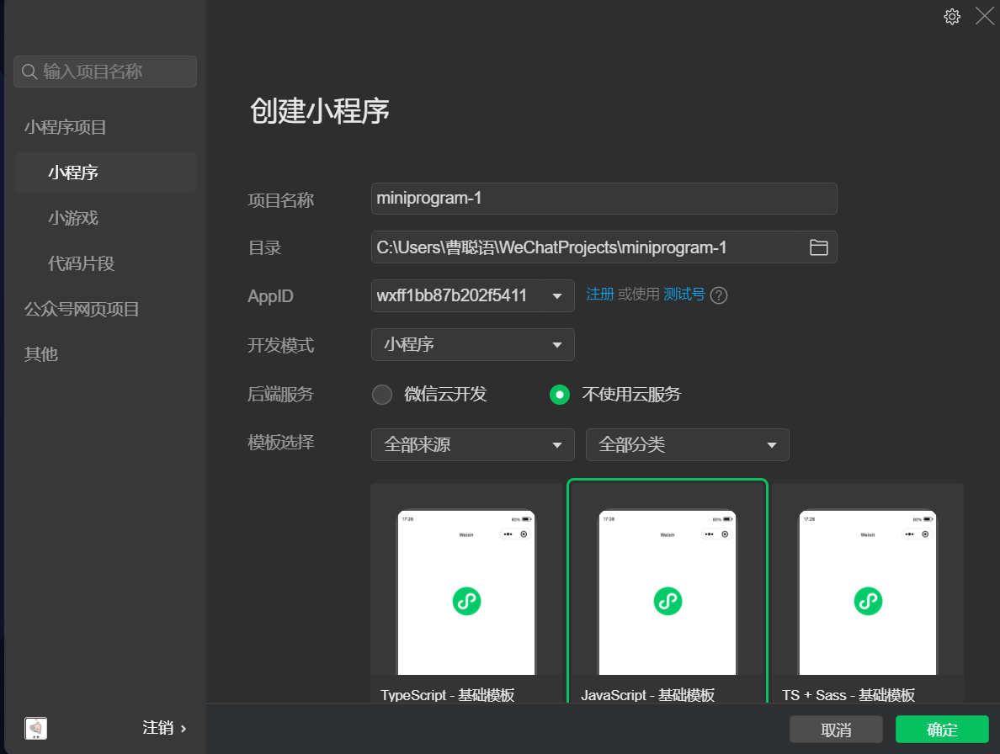 输入项目名称
小程序项目
小程序
小游戏
代码片段
公众号网页项目
其他
注销
创建小程序
项目名称 miniprogram-1
目录 C:\Users\曹聪语\WeChatProjects\miniprogram-1
AppID wxff1bb87b202f5411 注册 或使用 测试号 ?
开发模式 小程序
后端服务 微信云开发 不使用云服务
模板选择 全部来源 全部分类
17:28 80% 17:28 80% 17:28 80%
Weixin Weixin Weixin
TypeScript - 基础模板 JavaScript - 基础模板 TS + Sass - 基础模板
取消 确定